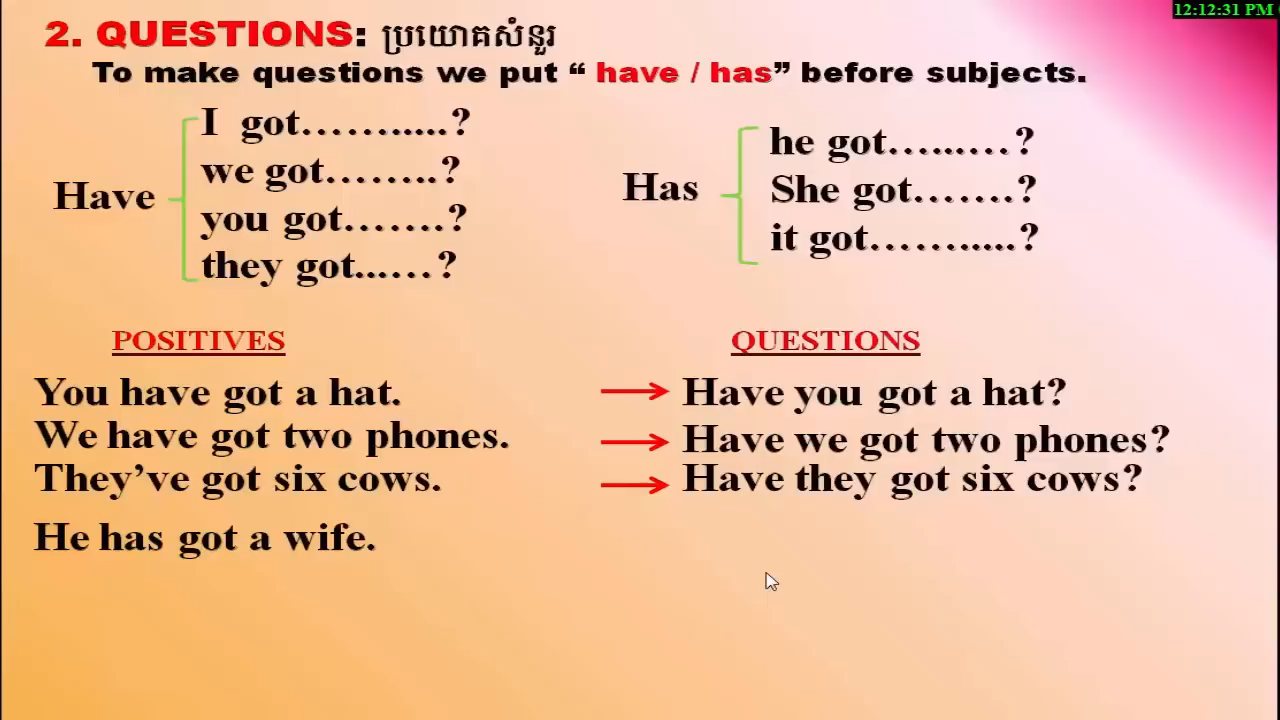 12:12:31 PM
2. QUESTIONS: ប្រយោគសំនួរ
To make questions we put “ have / has” before subjects.
Have
I got…….....?
we got……..?
you got…….?
they got...…?
Has
he got…...…?
She got…….?
it got…….....?
POSITIVES
QUESTIONS
You have got a hat.
Have you got a hat?
We have got two phones.
Have we got two phones?
They’ve got six cows.
Have they got six cows?
He has got a wife.